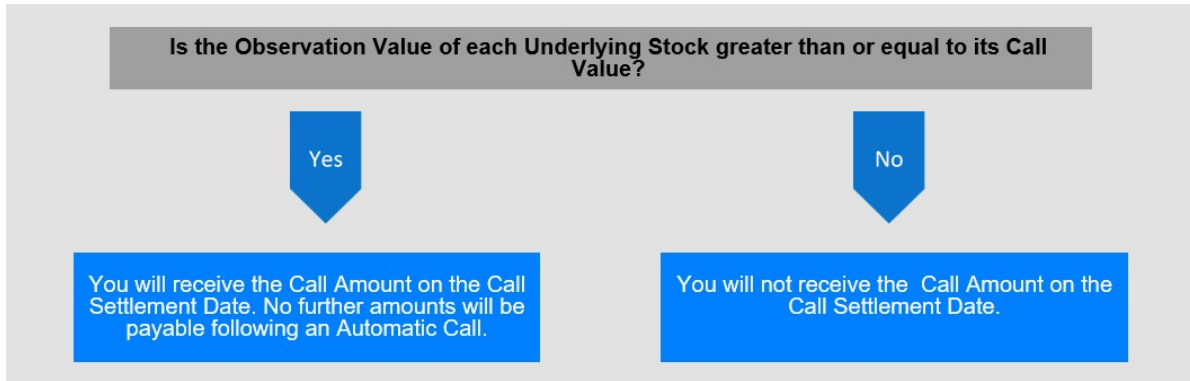 Is the Observation Value of each Underlying Stock greater than or equal to its Call
Value?
Yes
No
You will receive the Call Amount on the Call
Settlement Date. No further amounts will be
payable following an Automatic Call.
You will not receive the  Call Amount on the
Call Settlement Date.